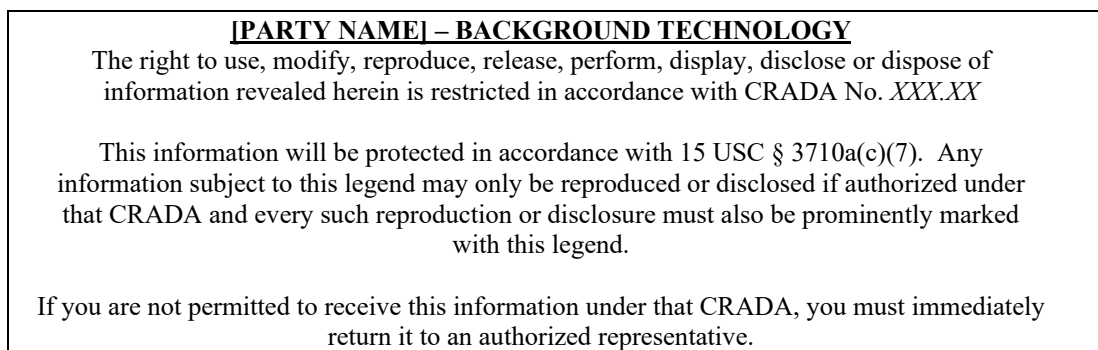 [PARTY NAME] – BACKGROUND TECHNOLOGY
The right to use, modify, reproduce, release, perform, display, disclose or dispose of
information revealed herein is restricted in accordance with CRADA No. XXX.XX
This information will be protected in accordance with 15 USC § 3710a(c)(7).  Any
information subject to this legend may only be reproduced or disclosed if authorized under
that CRADA and every such reproduction or disclosure must also be prominently marked
with this legend.
If you are not permitted to receive this information under that CRADA, you must immediately
return it to an authorized representative.